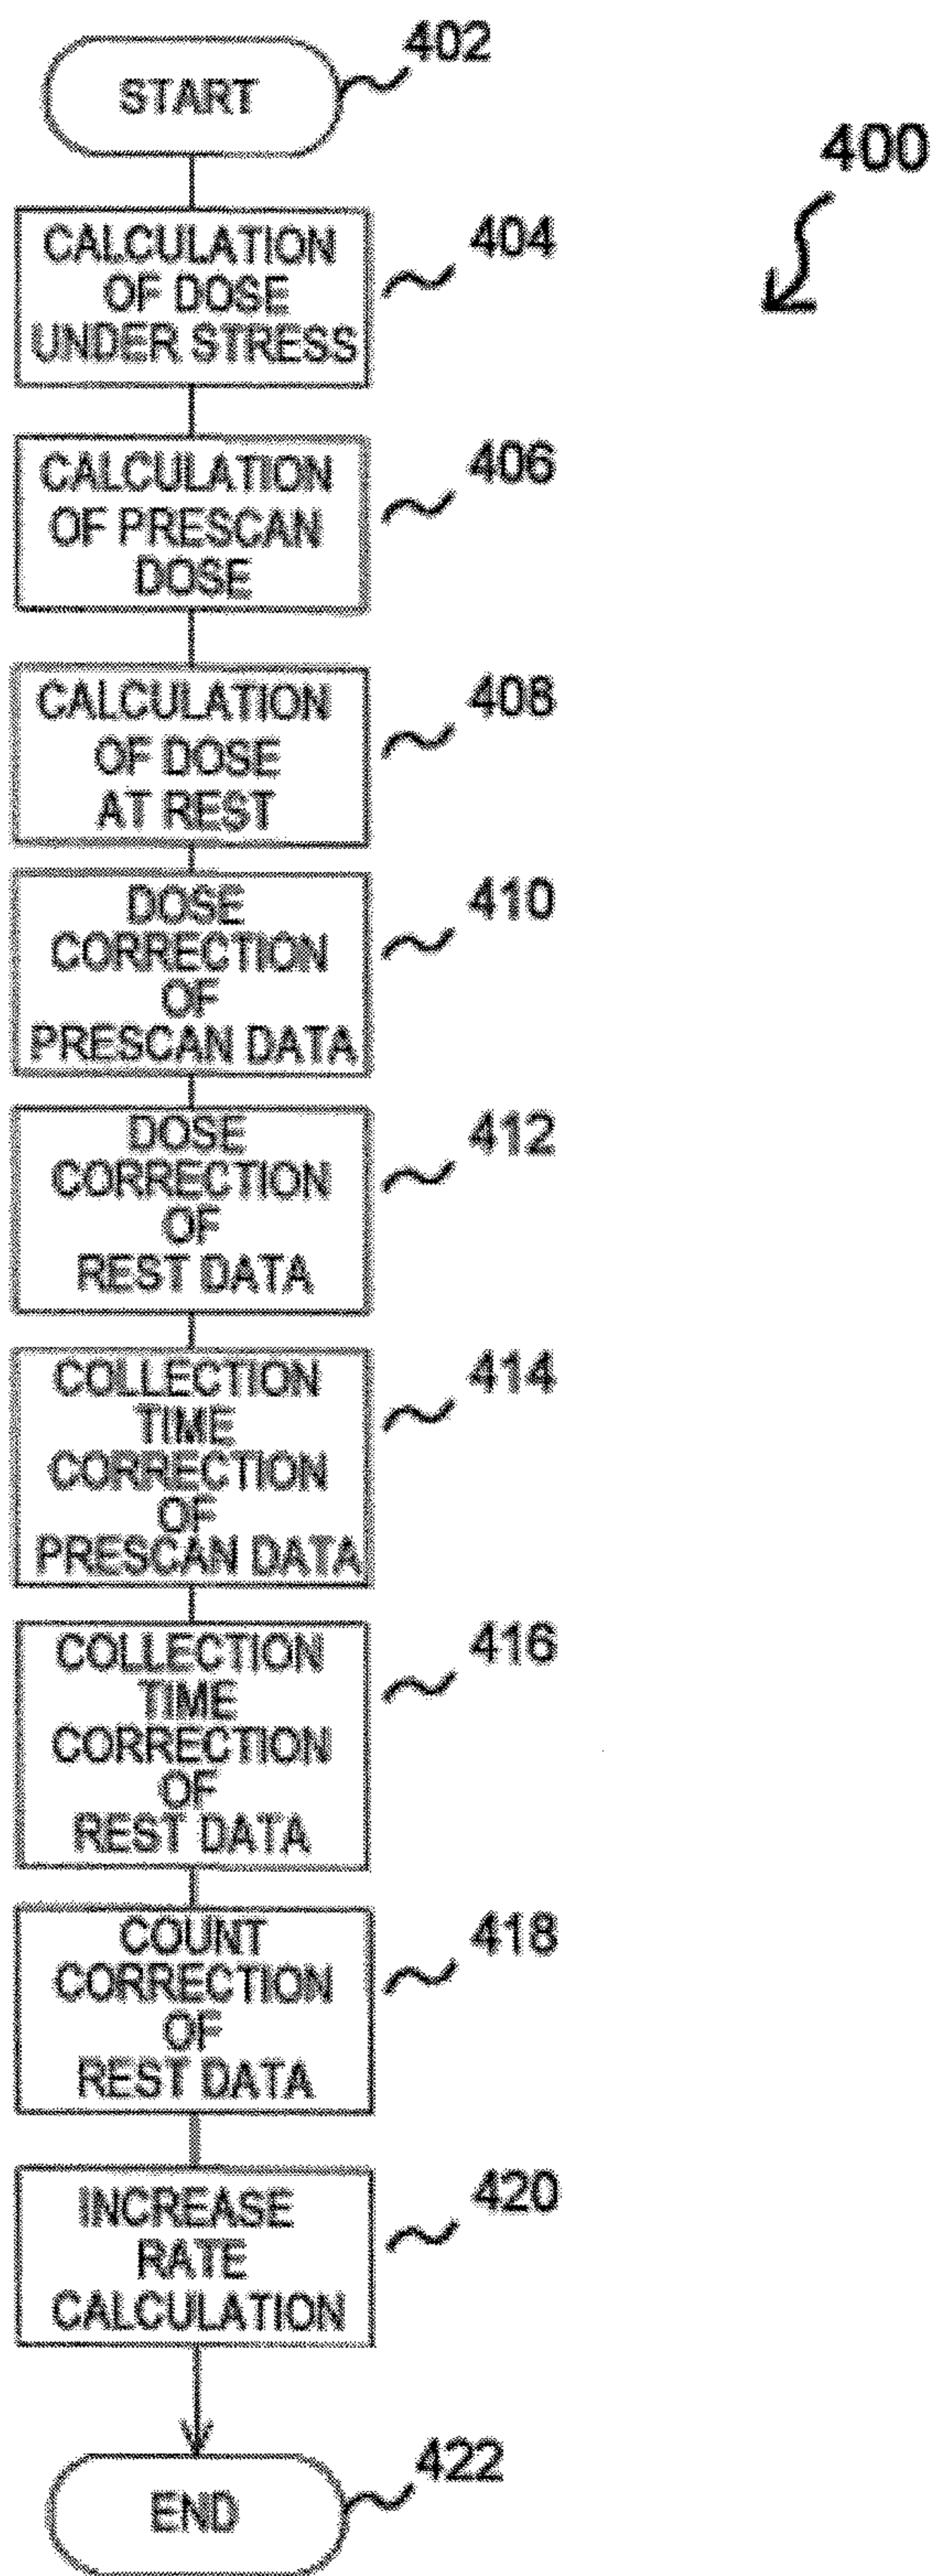 402
START
400
404
CALCULATION
OF DOSE
UNDER STRESS
406
CALCULATION
OF PRESCAN
DOSE
408
CALCULATION
OF DOSE
AT REST
410
DOSE
CORRECTION
OF
PRESCAN DATA
412
DOSE
CORRECTION
OF
REST DATA
414
COLLECTION
TIME
CORRECTION
OF
PRESCAN DATA
416
COLLECTION
TIME
CORRECTION
OF
REST DATA
418
COUNT
CORRECTION
OF
REST DATA
420
INCREASE
RATE
CALCULATION
422
END